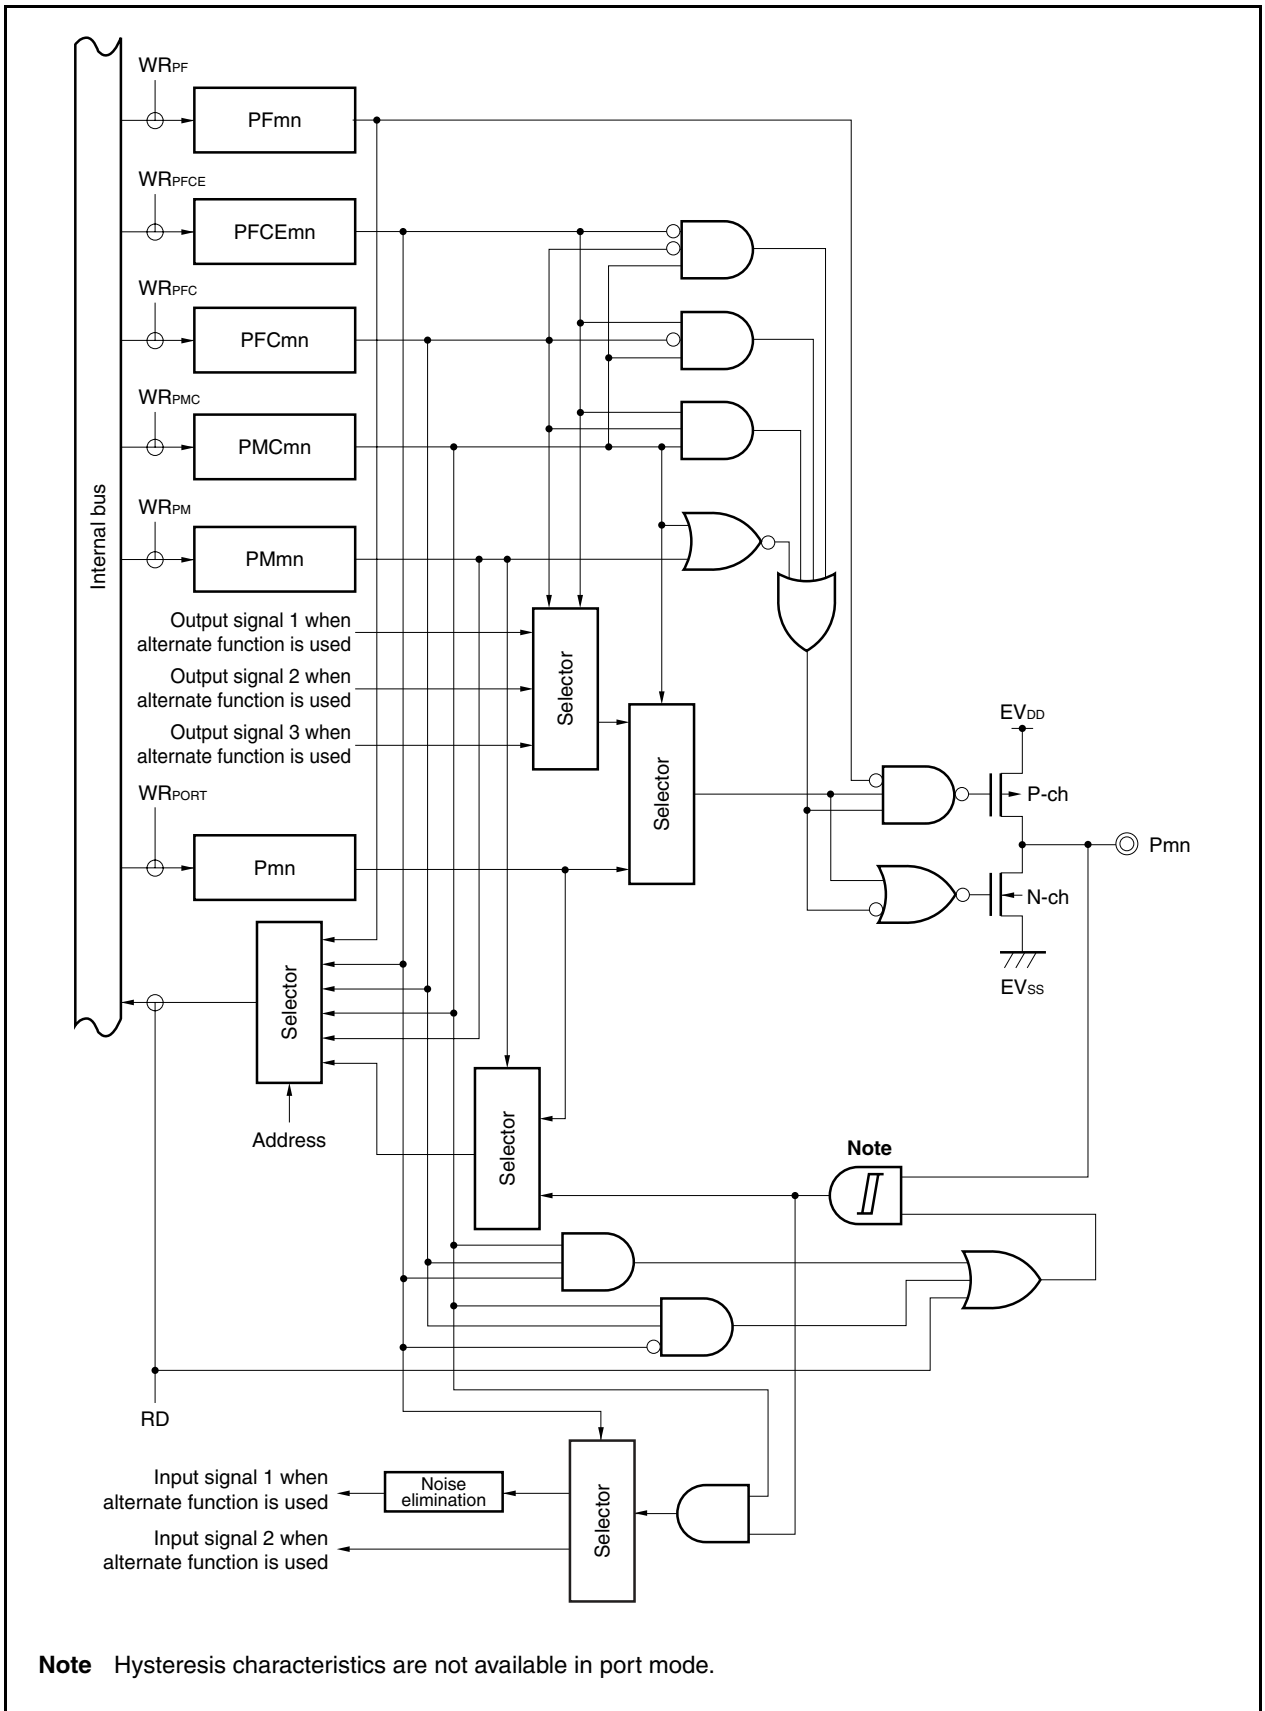 WRPF
PFmn
WRPFCE
PFCEmn
WRPFC
PFCmn
WRPMC
PMCmn
Internal bus
WRPM
PMmn
Output signal 1 when
alternate function is used
Output signal 2 when
alternate function is used
Output signal 3 when
alternate function is used
Selector
Selector
WRPORT
Pmn
EVDD
P-ch
Pmn
N-ch
EVSS
Selector
Address
Selector
Note
RD
Input signal 1 when
alternate function is used
Noise
elimination
Input signal 2 when
alternate function is used
Selector
Note Hysteresis characteristics are not available in port mode.